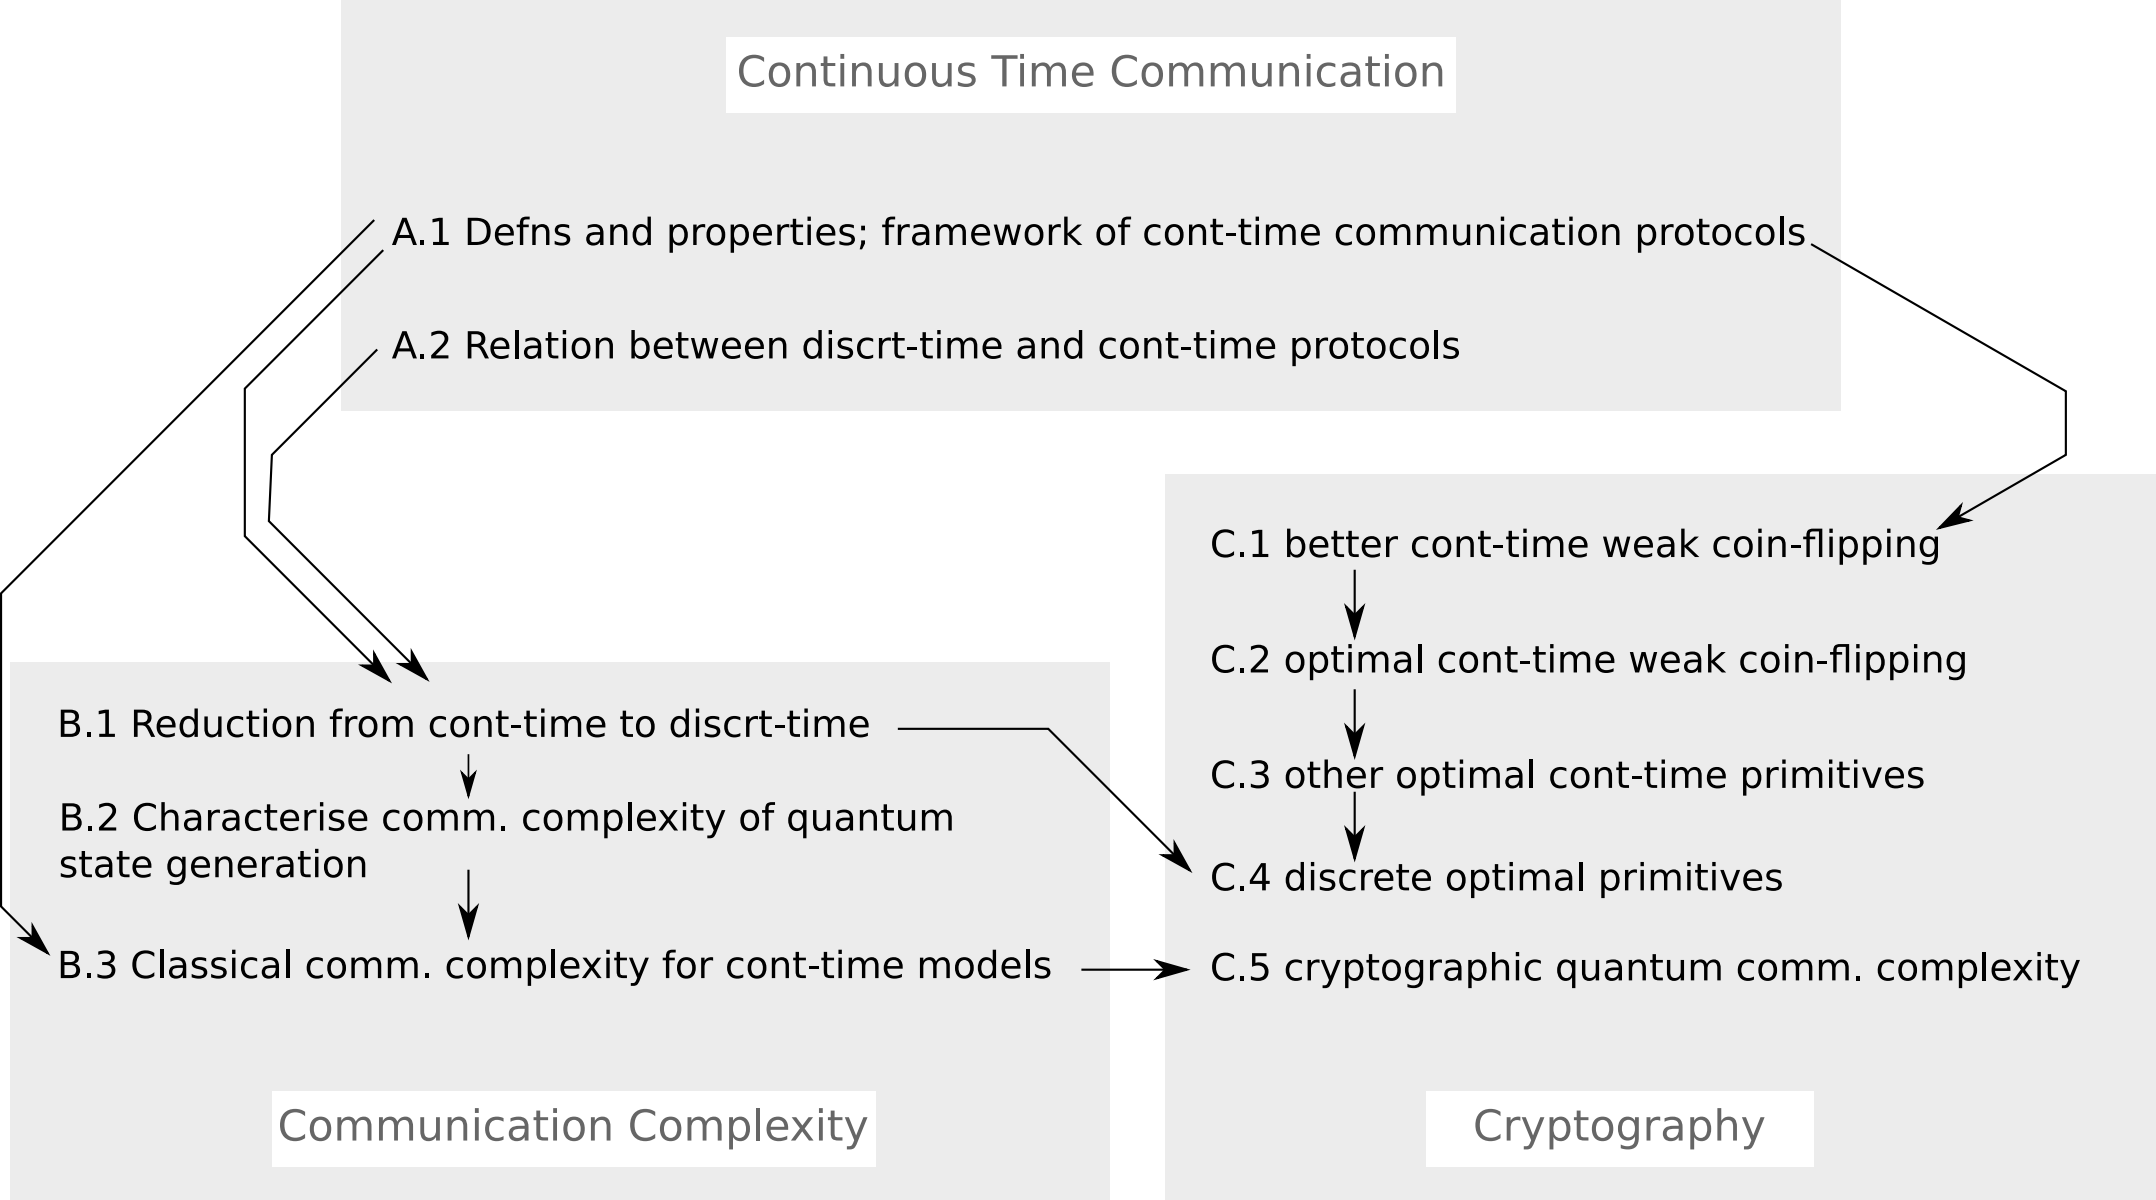 Continuous Time Communication
A.1 Defns and properties; framework of cont-time communication protocols
A.2 Relation between discrt-time and cont-time protocols
B.1 Reduction from cont-time to discrt-time
B.2 Characterise comm. complexity of quantum
state generation
B.3 Classical comm. complexity for cont-time models
Communication Complexity
C.1 better cont-time weak coin-flipping
C.2 optimal cont-time weak coin-flipping
C.3 other optimal cont-time primitives
C.4 discrete optimal primitives
C.5 cryptographic quantum comm. complexity
Cryptography